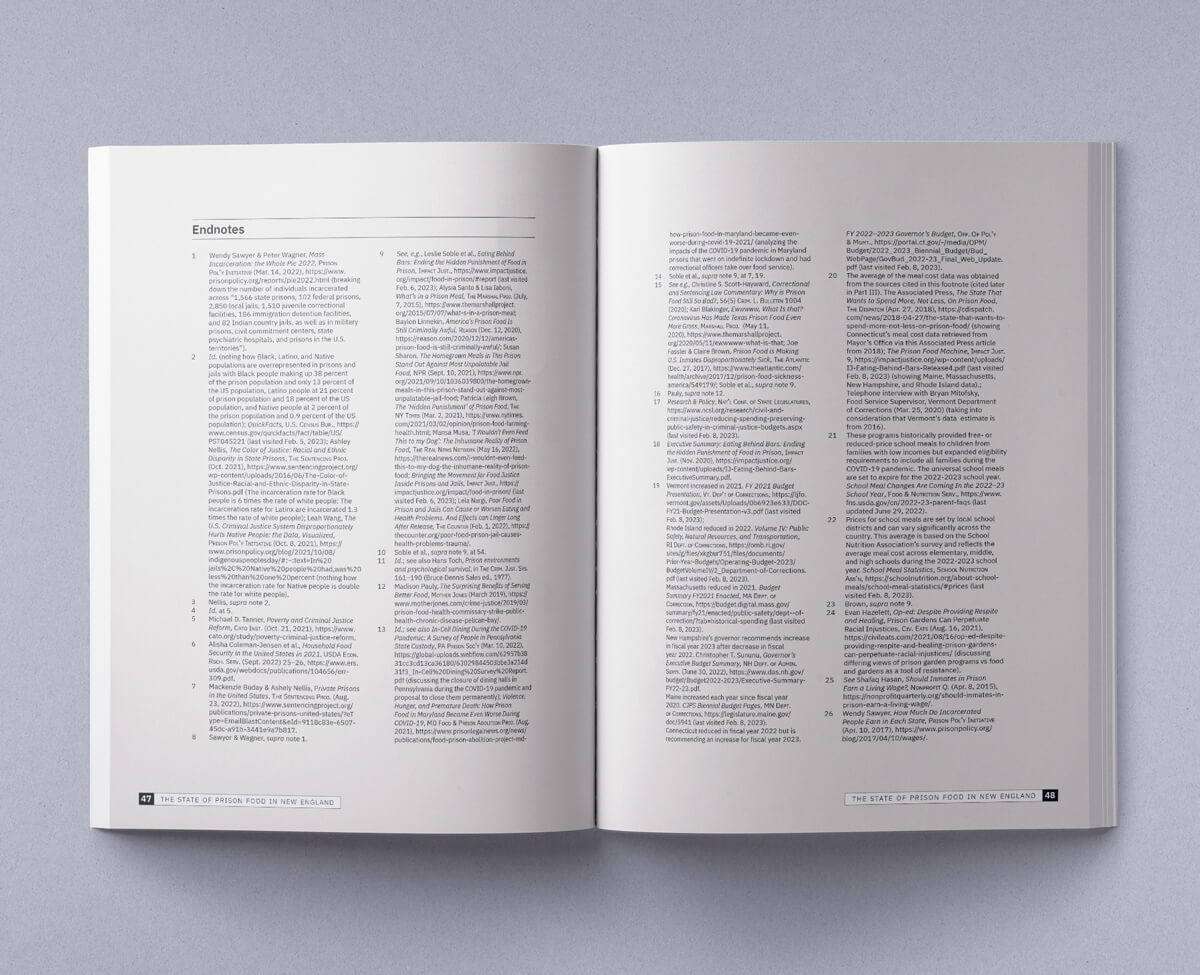 Endnotes
1 Wendy Sawyer & Peter Wagner, Mass
Incarceration: the Whole Pie 2022, Prison
Pol'y Initiative (Mar. 14, 2022), https://www.
prisonpolicy.org/reports/pie2022.html (breaking
down the number of individuals incarcerated
across "1,566 state prisons, 102 federal prisons,
2,850 local jails, 1,510 juvenile correctional
facilities, 186 immigration detention facilities,
and 82 Indian country jails, as well as in military
prisons, civil commitment centers, state
psychiatric hospitals, and prisons in the U.S.
territories").
2 Id. (noting how Black, Latino, and Native
populations are overrepresented in prisons and
jails with Black people making up 38 percent
of the prison population and only 13 percent of
the US population, Latine people at 21 percent
of prison population and 18 percent of the US
population, and Native people at 2 percent of
the prison population and 0.9 percent of the US
population); QuickFacts, U.S. Census Bur., https://
www.census.gov/quickfacts/fact/table/US/
PST045221 (last visited Feb. 5, 2023); Ashley
Nellis, The Color of Justice: Racial and Ethnic
Disparity in State Prisons, The Sentencing Proj.
(Oct. 2021), https://www.sentencingproject.org/
wp-content/uploads/2016/06/The-Color-of-
Justice-Racial-and-Ethnic-Disparity-in-State-
Prisons.pdf (The incarceration rate for Black
people is 6 times the rate of white people; The
incarceration rate for Latinx are incarcerated 1.3
times the rate of white people); Leah Wang, The
U.S. Criminal Justice System Disproportionately
Hurts Native People: the Data, Visualized,
Prison Pol'y Initiative (Oct. 8, 2021), https://
www.prisonpolicy.org/blog/2021/10/08/
indigenouspeoplesday/#:~:text=In%20
jails%2C%20Native%20people%20had,was%20
less%20than%20one%20percent (nothing how
the incarceration rate for Native people is double
the rate for white people).
3 Nellis, supra note 2.
4 Id. at 5.
5 Michael D. Tanner, Poverty and Criminal Justice
Reform, Cato Inst. (Oct. 21, 2021), https://www.
cato.org/study/poverty-criminal-justice-reform.
6 Alisha Coleman-Jensen et al., Household Food
Security in the United States in 2021, USDA Econ.
Rsch. Serv. (Sept. 2022) 25-26, https://www.ers.
usda.gov/webdocs/publications/104656/err-
309.pdf.
7 Mackenzie Buday & Ashely Nellis, Private Prisons
in the United States, The Sentencing Proj. (Aug.
23, 2022), https://www.sentencingproject.org/
publications/private-prisons-united-states/?eT
ype=EmailBlastContent&eId=9118c83e-6507-
45dc-a91b-3441e9a7b817.
8 Sawyer & Wagner, supra note 1.
9 See, e.g., Leslie Soble et al., Eating Behind
Bars: Ending the Hidden Punishment of Food in
Prison, Impact Just., https://www.impactjustice.
org/impact/food-in-prison/#report (last visited
Feb. 6, 2023); Alysia Santo & Lisa Iaboni,
What's in a Prison Meal, The Marshall Proj. (July,
7, 2015), https://www.themarshallproject.
org/2015/07/07/what-s-in-a-prison-meal;
Baylen Linnekin, America's Prison Food Is
Still Criminally Awful, Reason (Dec. 12, 2020),
https://reason.com/2020/12/12/americas-
prison-food-is-still-criminally-awful/; Susan
Sharon, The Homegrown Meals in This Prison
Stand Out Against Most Unpalatable Jail
Food, NPR (Sept. 10, 2021), https://www.npr.
org/2021/09/10/1036039800/the-homegrown-
meals-in-this-prison-stand-out-against-most-
unpalatable-jail-food; Patricia Leigh Brown,
The 'Hidden Punishment' of Prison Food, The
NY Times (Mar. 2, 2021), https://www.nytimes.
com/2021/03/02/opinion/prison-food-farming-
health.html; Mansa Musa, 'I Wouldn't Even Feed
This to my Dog': The Inhumane Reality of Prison
Food, The Real News (May 16, 2022),
https://therealnews.com/i-wouldnt-even-feed-
this-to-my-dog-the-inhumane-reality-of-prison-
food; Bringing the Movement for Food Justice
Inside Prisons and Jails, Impact Just., https://
impactjustice.org/impact/food-in-prison/ (last
visited Feb. 6, 2023); Lela Nargi, Poor Food in
Prison and Jails Can Cause or Worsen Eating and
Health Problems. And Effects can Linger Long
After Release, The Counter (Feb. 1, 2022), https://
thecounter.org/poor-food-prison-jail-causes-
health-problems-trauma/.
10 Soble et al., supra note 9, at 54.
11 Id.; see also Hans Toch, Prison environments
and psychological survival, in The Crim. Just. Sys.
161-190 (Bruce Dennis Sales ed., 1977).
12 Madison Pauly, The Surprising Benefits of Serving
Better Food, Mother Jones (March 2019), https://
www.motherjones.com/crime-justice/2019/03/
prison-food-health-commissary-strike-public-
health-chronic-disease-pelican-bay/.
13 Id.; see also In-Cell Dining During the COVID-19
Pandemic: A Survey of People in Pennsylvania
State Custody, PA Prison Soc'y (Mar. 10, 2022),
https://global-uploads.webflow.com/62957b38
31cc3cd13ca36180/63029844503bbe3a214d
31f3_In-Cell%20Dining%20Survey%20Report.
pdf (discussing the closure of dining halls in
Pennsylvania during the COVID-19 pandemic and
proposal to close them permanently); Violence,
Hunger, and Premature Death: How Prison
Food in Maryland Became Even Worse During
COVID-19, MD Food & Prison Abolition Proj. (Aug.
2021), https://www.prisonlegalnews.org/news/
publications/food-prison-abolition-project-md-
47 THE STATE OF PRISON FOOD IN NEW ENGLAND
how-prison-food-in-maryland-became-even-
worse-during-covid-19-2021/ (analyzing the
impacts of the COVID-19 pandemic in Maryland
prisons that went on indefinite lockdown and had
correctional officers take over food service).
14 Soble et al., supra note 9, at 7, 19.
15 See e.g., Christine S. Scott-Hayward, Correctional
and Sentencing Law Commentary: Why is Prison
Food Still So Bad?, 56(5) Crim. L. Bulletin 1004
(2020); Kari Blakinger, Ewwwww, What Is That?
Coronavirus Has Made Texas Prison Food Even
More Gross, Marshall Proj. (May 11,
2020), https://www.themarshallproject.
org/2020/05/11/ewwwww-what-is-that; Joe
Fassler & Claire Brown, Prison Food is Making
U.S. Inmates Disproportionately Sick, The Atlantic
(Dec. 27, 2017), https://www.theatlantic.com/
health/archive/2017/12/prison-food-sickness-
america/549179/; Soble et al., supra note 9.
16 Pauly, supra note 12.
17 Research & Policy, Nat'l Conf. of State Legislatures,
https://www.ncsl.org/research/civil-and-
criminal-justice/reducing-spending-preserving-
public-safety-in-criminal-justice-budgets.aspx
(last visited Feb. 8, 2023).
18 Executive Summary: Eating Behind Bars: Ending
the Hidden Punishment of Food in Prison, Impact
Just. (Nov. 2020), https://impactjustice.org/
wp-content/uploads/IJ-Eating-Behind-Bars-
ExecutiveSummary.pdf.
19 Vermont increased in 2021. FY 2021 Budget
Presentation, Vt. Dep't of Corrections, https://ljfo.
vermont.gov/assets/Uploads/0b6923e633/DOC-
FY21-Budget-Presentation-v3.pdf (last visited
Feb. 8, 2023);
Rhode Island reduced in 2022. Volume IV: Public
Safety, Natural Resources, and Transportation,
RI Dept. of Corrections, https://omb.ri.gov/
sites/g/files/xkgbur751/files/documents/
Prior-Year-Budgets/Operating-Budget-2023/
BudgetVolumeIV/2_Department-of-Corrections.
pdf (last visited Feb. 8, 2023).
Massachusetts reduced in 2021. Budget
Summary FY2021 Enacted, MA Dept. of
Correction, https://budget.digital.mass.gov/
summary/fy21/enacted/public-safety/dept-of-
correction/?tab=historical-spending (last visited
Feb. 8, 2023).
New Hampshire's governor recommends increase
in fiscal year 2023 after decrease in fiscal
year 2022. Christopher T. Sununu, Governor's
Executive Budget Summary, NH Dept. of Admin.
Serv. (June 30, 2022), https://www.das.nh.gov/
budget/Budget2022-2023/Executive-Summary-
FY22-23.pdf.
Maine increased each year since fiscal year
2020. C3PS Biennial Budget Pages, MN Dept.
of Corrections, https://legislature.maine.gov/
doc/5941 (last visited Feb. 8, 2023).
Connecticut reduced in fiscal year 2022 but is
recommending an increase for fiscal year 2023.
FY 2022-2023 Governor's Budget, Off. Of Pol'y
& Mgmt., https://portal.ct.gov/-/media/OPM/
Budget/2022_2023_Biennial_Budget/Bud_
WebPage/GovBud_2022-23_Final_Web_Update.
pdf (last visited Feb. 8, 2023).
20 The average of the meal cost data was obtained
from the sources cited in this footnote (cited later
in Part III). The Associated Press, The State That
Wants to Spend More, Not Less, On Prison Food,
The Dispatch (Apr. 27, 2018), https://cdispatch.
com/news/2018-04-27/the-state-that-wants-to-
spend-more-not-less-on-prison-food/ (showing
Connecticut's meal cost data retrieved from
Mayor's Office via this Associated Press article
from 2018); The Prison Food Machine, Impact Just.
9, https://impactjustice.org/wp-content/uploads/
IJ-Eating-Behind-Bars-Release4.pdf (last visited
Feb. 8, 2023) (showing Maine, Massachusetts,
New Hampshire, and Rhode Island data).;
Telephone interview with Bryan Mitofsky,
Food Service Supervisor, Vermont Department
of Corrections (Mar. 25, 2020) (taking into
consideration that Vermont's data estimate is
from 2016).
21 These programs historically provided free- or
reduced-price school meals to children from
families with low incomes but expanded eligibility
requirements to include all families during the
COVID-19 pandemic. The universal school meals
are set to expire for the 2022-2023 school year.
School Meal Changes Are Coming In the 2022-23
School Year, Food & Nutrition Serv., https://www.
fns.usda.gov/cn/2022-23-parent-faqs (last
updated June 29, 2022).
22 Prices for school meals are set by local school
districts and can vary significantly across the
country. This average is based on the School
Nutrition Association's survey and reflects the
average meal cost across elementary, middle,
and high schools during the 2022-2023 school
year. School Meal Statistics, School Nutrition
Ass'n, https://schoolnutrition.org/about-school-
meals/school-meal-statistics/#prices (last
visited Feb. 8, 2023).
23 Brown, supra note 9.
24 Evan Hazelett, Op-ed: Despite Providing Respite
and Healing, Prison Gardens Can Perpetuate
Racial Injustices, Civ. Eats (Aug. 16, 2021),
https://civileats.com/2021/08/16/op-ed-despite-
providing-respite-and-healing-prison-gardens-
can-perpetuate-racial-injustices/ (discussing
differing views of prison garden programs vs food
and gardens as a tool of resistance).
25 See Shafaq Hasan, Should Inmates in Prison
Earn a Living Wage?, Nonprofit Q. (Apr. 8, 2015),
https://nonprofitquarterly.org/should-inmates-in-
prison-earn-a-living-wage/.
26 Wendy Sawyer, How Much Do Incarcerated
People Earn in Each State, Prison Pol'y Initiative
(Apr. 10, 2017), https://www.prisonpolicy.org/
blog/2017/04/10/wages/.
THE STATE OF PRISON FOOD IN NEW ENGLAND 48